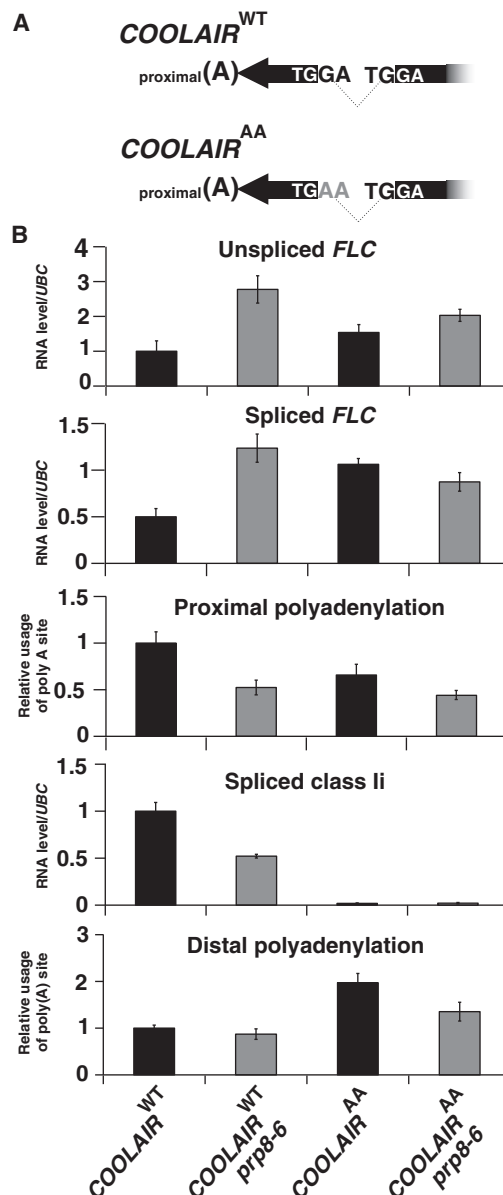 A
COOLAIR WT
proximal(A) TGGA TGGA
COOLAIR AA
proximal(A) TGAA TGGA
B
Unspliced FLC
RNA level/UBC
4
3
2
1
0
Spliced FLC
RNA level/UBC
1.5
1
0.5
0
Proximal polyadenylation
Relative usage
of poly A site
1.5
1
0.5
0
Spliced class Ii
RNA level/UBC
1.5
1
0.5
0
Distal polyadenylation
Relative usage
of poly(A) site
3
2
1
0
COOLAIR WT
COOLAIR WT
prp8-6
COOLAIR AA
COOLAIR AA
prp8-6